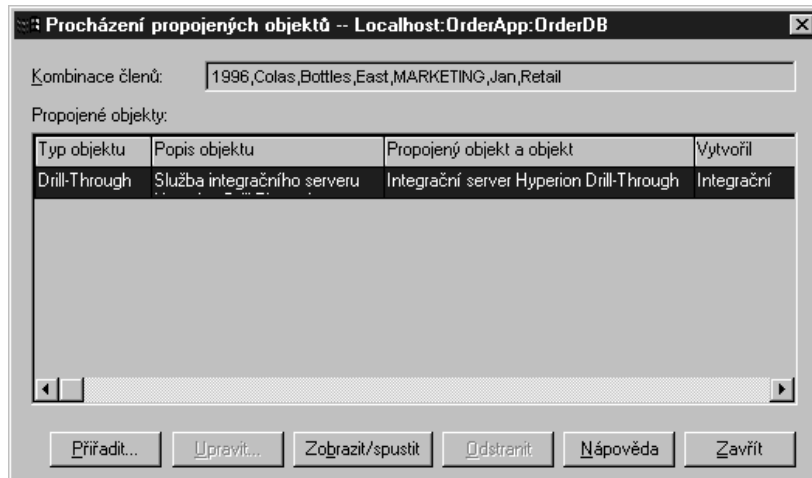 Procházení propojených objektů -- Localhost:OrderApp:OrderDB
Kombinace členů: 1996,Colas,Bottles,East,MARKETING,Jan,Retail
Propojené objekty:
Typ objektu Popis objektu Propojený objekt a objekt Vytvořil
Drill-Through Služba integračního serveru Integrační server Hyperion Drill-Through Integrační
Přiřadit... Upravit... Zobrazit/spustit Odstranit Nápověda Zavřít